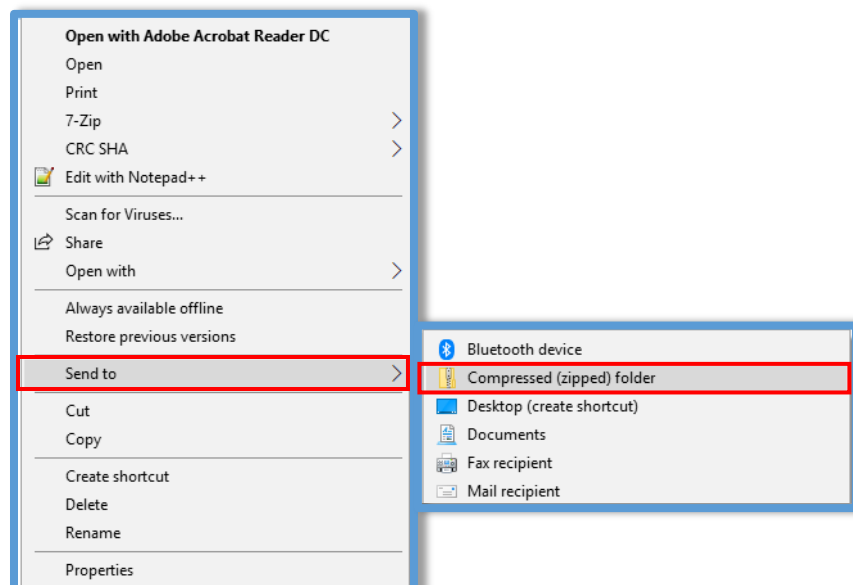 Open with Adobe Acrobat Reader DC
Open
Print
7-Zip
CRC SHA
Edit with Notepad++
Scan for Viruses...
Share
Open with
Always available offline
Restore previous versions
Send to
Cut
Copy
Create shortcut
Delete
Rename
Properties
Bluetooth device
Compressed (zipped) folder
Desktop (create shortcut)
Documents
Fax recipient
Mail recipient